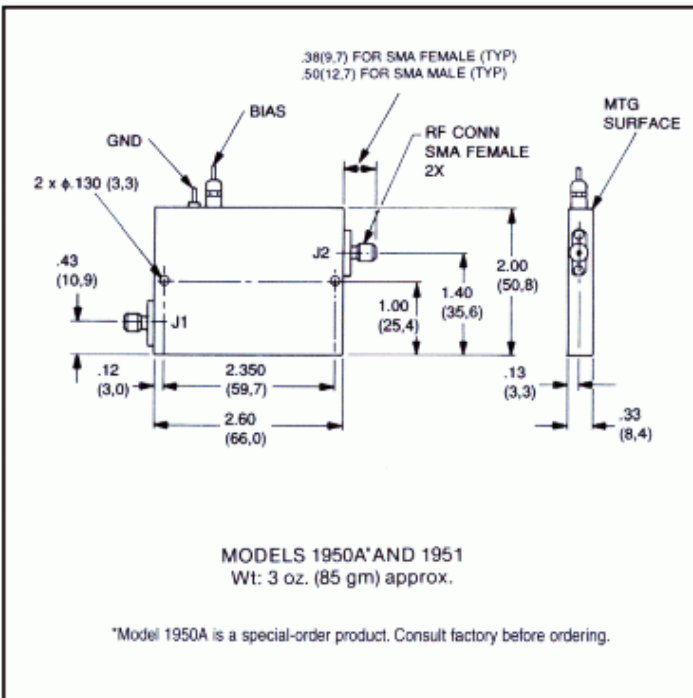 .38(9,7) FOR SMA FEMALE (TYP)
.50(12,7) FOR SMA MALE (TYP)
BIAS
GND
RF CONN
SMA FEMALE
2X
MTG
SURFACE
2 x ϕ.130 (3,3)
J2
.43
(10,9)
J1
1.00
(25,4)
1.40
(35,6)
2.00
(50,8)
.12
(3,0)
2.350
(59,7)
2.60
(66,0)
.13
(3,3)
.33
(8,4)
MODELS 1950A* AND 1951
Wt: 3 oz. (85 gm) approx.
*Model 1950A is a special-order product. Consult factory before ordering.